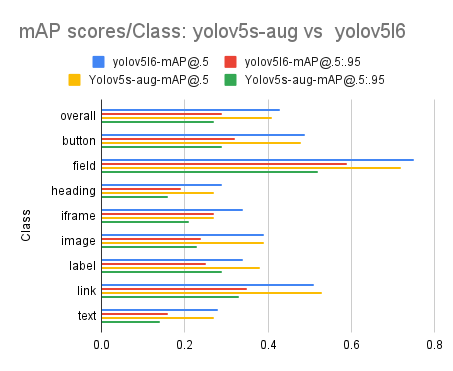 mAP scores/Class: yolov5s-aug vs yolov5l6
yolov5l6-mAP@.5 yolov5l6-mAP@.5:.95
Yolov5s-aug-mAP@.5 Yolov5s-aug-mAP@.5:.95
Class
overall
button
field
heading
iframe
image
label
link
text
0.0 0.2 0.4 0.6 0.8